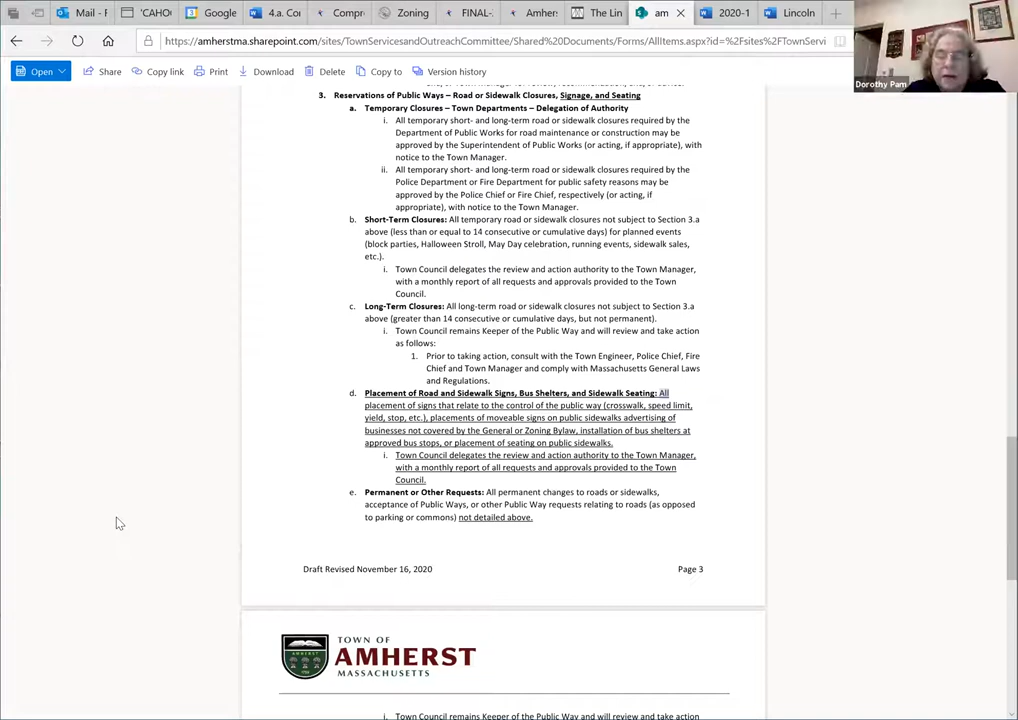 Mail - F
'CAHO
Google
4.a. Cor
Compre
Zoning
FINAL-
Amhers
The Lin
am
2020-1
Lincoln
https://amherstma.sharepoint.com/sites/TownServicesandOutreachCommittee/Shared%20Documents/Forms/AllItems.aspx?id=%2Fsites%2FTownServi
Open
Share
Copy link
Print
Download
Delete
Copy to
Version history
Dorothy Pam
3. Reservations of Public Ways – Road or Sidewalk Closures, Signage, and Seating
a. Temporary Closures – Town Departments – Delegation of Authority
i. All temporary short- and long-term road or sidewalk closures required by the
Department of Public Works for road maintenance or construction may be
approved by the Superintendent of Public Works (or acting, if appropriate), with
notice to the Town Manager.
ii. All temporary short- and long-term road or sidewalk closures required by the
Police Department or Fire Department for public safety reasons may be
approved by the Police Chief or Fire Chief, respectively (or acting, if
appropriate), with notice to the Town Manager.
b. Short-Term Closures: All temporary road or sidewalk closures not subject to Section 3.a
above (less than or equal to 14 consecutive or cumulative days) for planned events
(block parties, Halloween Stroll, May Day celebration, running events, sidewalk sales,
etc.).
i. Town Council delegates the review and action authority to the Town Manager,
with a monthly report of all requests and approvals provided to the Town
Council.
c. Long-Term Closures: All long-term road or sidewalk closures not subject to Section 3.a
above (greater than 14 consecutive or cumulative days, but not permanent).
i. Town Council remains Keeper of the Public Way and will review and take action
as follows:
1. Prior to taking action, consult with the Town Engineer, Police Chief, Fire
Chief and Town Manager and comply with Massachusetts General Laws
and Regulations.
d. Placement of Road and Sidewalk Signs, Bus Shelters, and Sidewalk Seating: All
placement of signs that relate to the control of the public way (crosswalk, speed limit,
yield, stop, etc.), placements of moveable signs on public sidewalks advertising of
businesses not covered by the General or Zoning Bylaw, installation of bus shelters at
approved bus stops, or placement of seating on public sidewalks.
i. Town Council delegates the review and action authority to the Town Manager,
with a monthly report of all requests and approvals provided to the Town
Council.
e. Permanent or Other Requests: All permanent changes to roads or sidewalks,
acceptance of Public Ways, or other Public Way requests relating to roads (as opposed
to parking or commons) not detailed above.
Draft Revised November 16, 2020
Page 3
TOWN OF
AMHERST
MASSACHUSETTS
i. Town Council remains Keeper of the Public Way and will review and take action